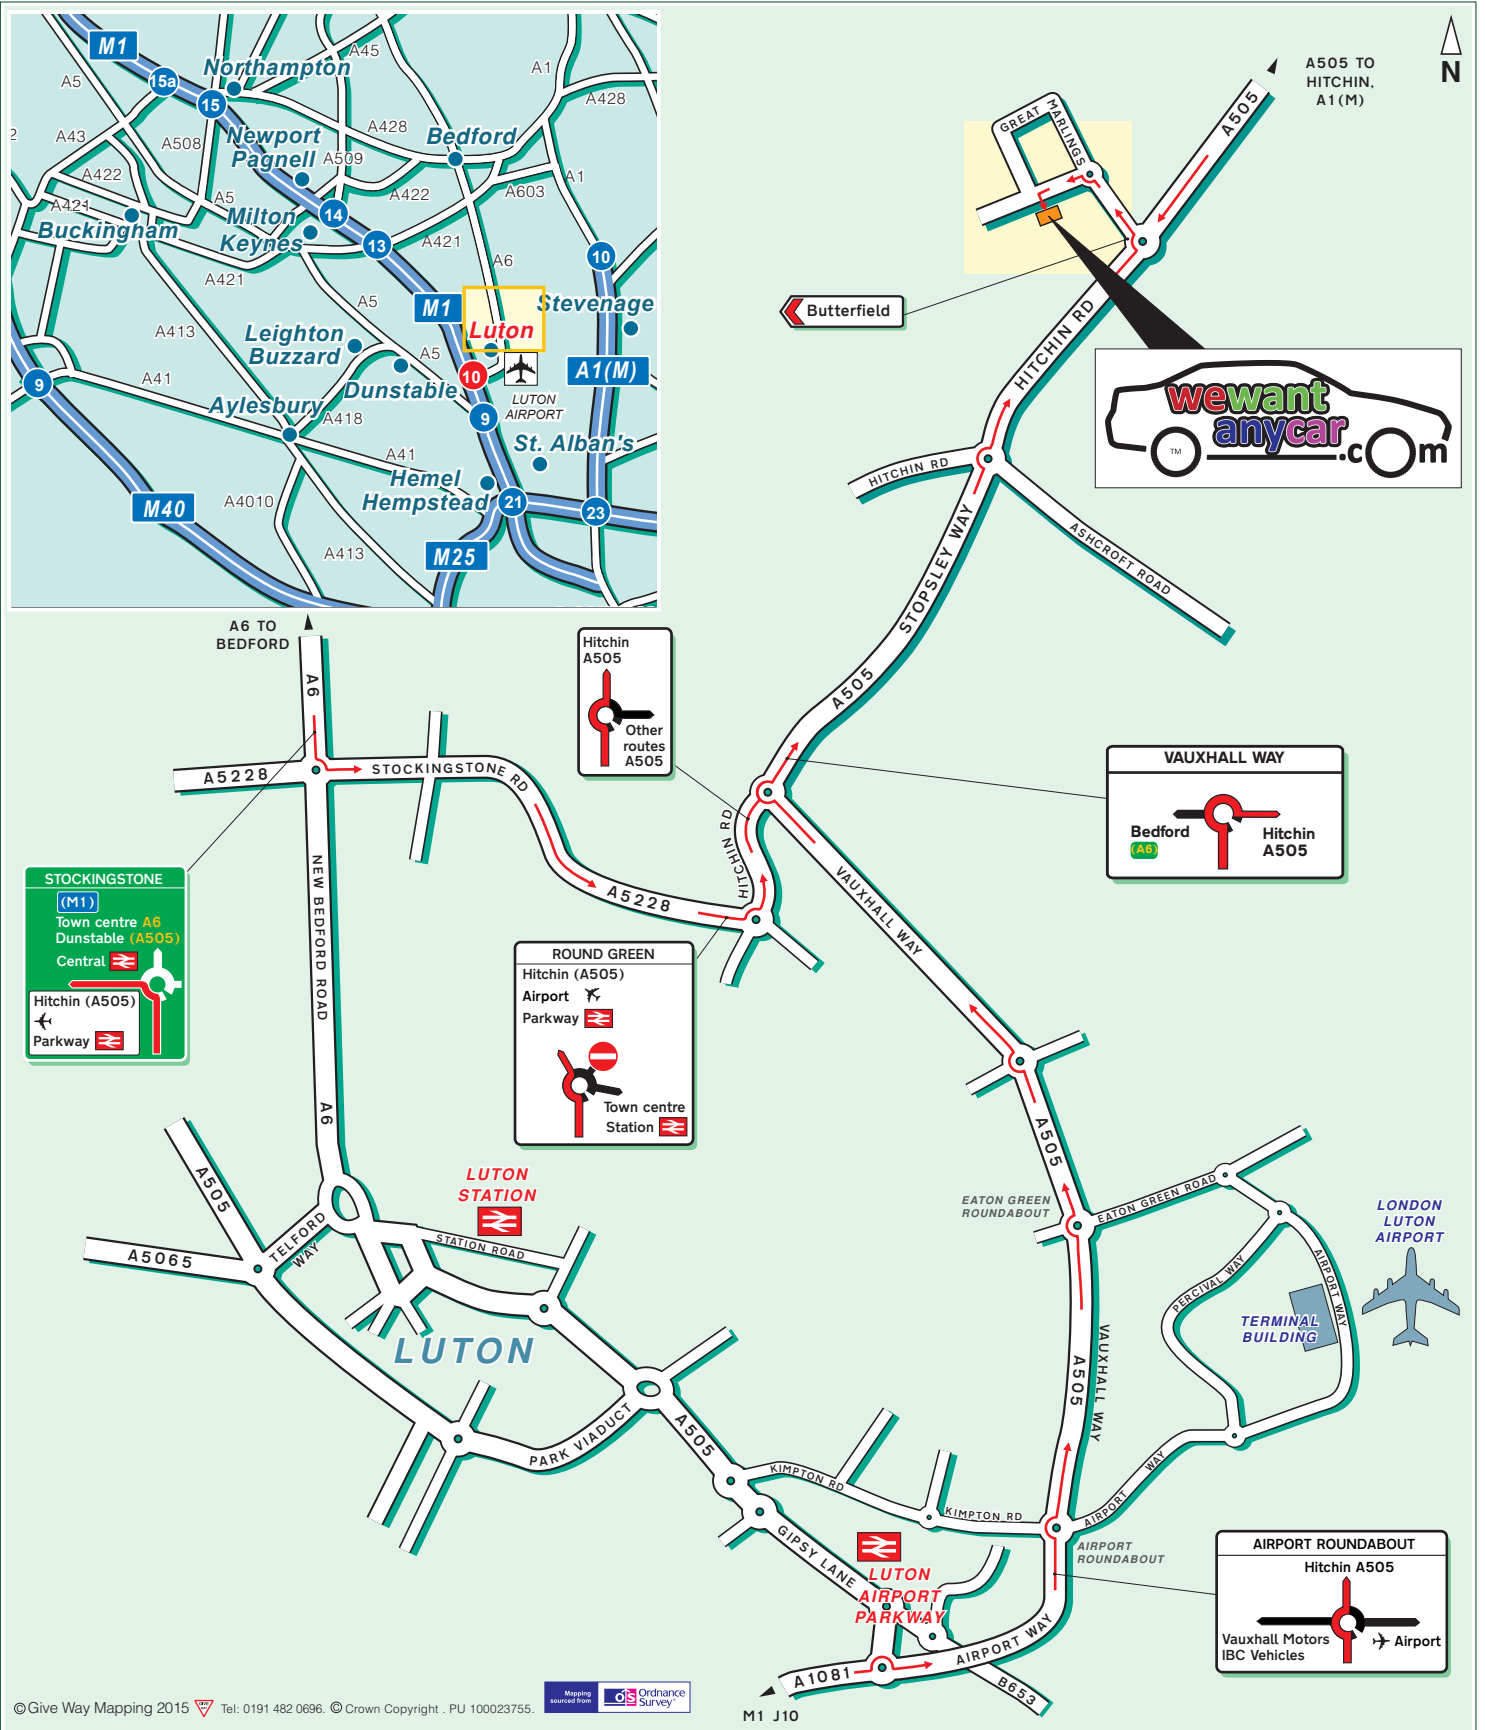 M1
15a
15
A5
Northampton
A45
A1
A428
A43
A508
Newport
Pagnell
A509
A428
Bedford
A422
A5
A422
A603
A1
A421
Buckingham
Milton
Keynes
14
13
A421
A6
10
A421
A5
M1
Stevenage
Luton
A413
Leighton
Buzzard
A5
10
A1(M)
9
A41
Dunstable
LUTON
AIRPORT
Aylesbury
A418
9
St. Alban's
A41
Hemel
Hempstead
21
23
M40
A4010
A413
M25
N
A505 TO
HITCHIN,
A1(M)
A505
GREAT
MARLINGS
Butterfield
HITCHIN RD
wewant
anycar
.com
TM
HITCHIN RD
ASHCROFT ROAD
STOPSLEY WAY
A505
A6 TO
BEDFORD
A6
A5228
STOCKINGSTONE RD
Hitchin
A505
Other
routes
A505
VAUXHALL WAY
Bedford
(A6)
Hitchin
A505
HITCHIN RD
A5228
VAUXHALL WAY
STOCKINGSTONE
(M1)
Town centre A6
Dunstable (A505)
Central
Hitchin (A505)
Parkway
NEW BEDFORD ROAD
A6
ROUND GREEN
Hitchin (A505)
Airport
Parkway
Town centre
Station
A505
A5065
TELFORD
WAY
LUTON
STATION
STATION ROAD
LUTON
PARK VIADUCT
A505
A505
EATON GREEN
ROUNDABOUT
EATON GREEN ROAD
LONDON
LUTON
AIRPORT
PERCIVAL WAY
AIRPORT WAY
TERMINAL
BUILDING
A505
VAUXHALL WAY
KIMPTON RD
KIMPTON RD
AIRPORT
WAY
GIPSY LANE
LUTON
AIRPORT
PARKWAY
AIRPORT
ROUNDABOUT
AIRPORT ROUNDABOUT
Hitchin A505
Vauxhall Motors
IBC Vehicles
Airport
A1081
AIRPORT WAY
B653
M1 J10
©Give Way Mapping 2015
Tel: 0191 482 0696. © Crown Copyright . PU 100023755.
Mapping
sourced from
Ordnance
Survey